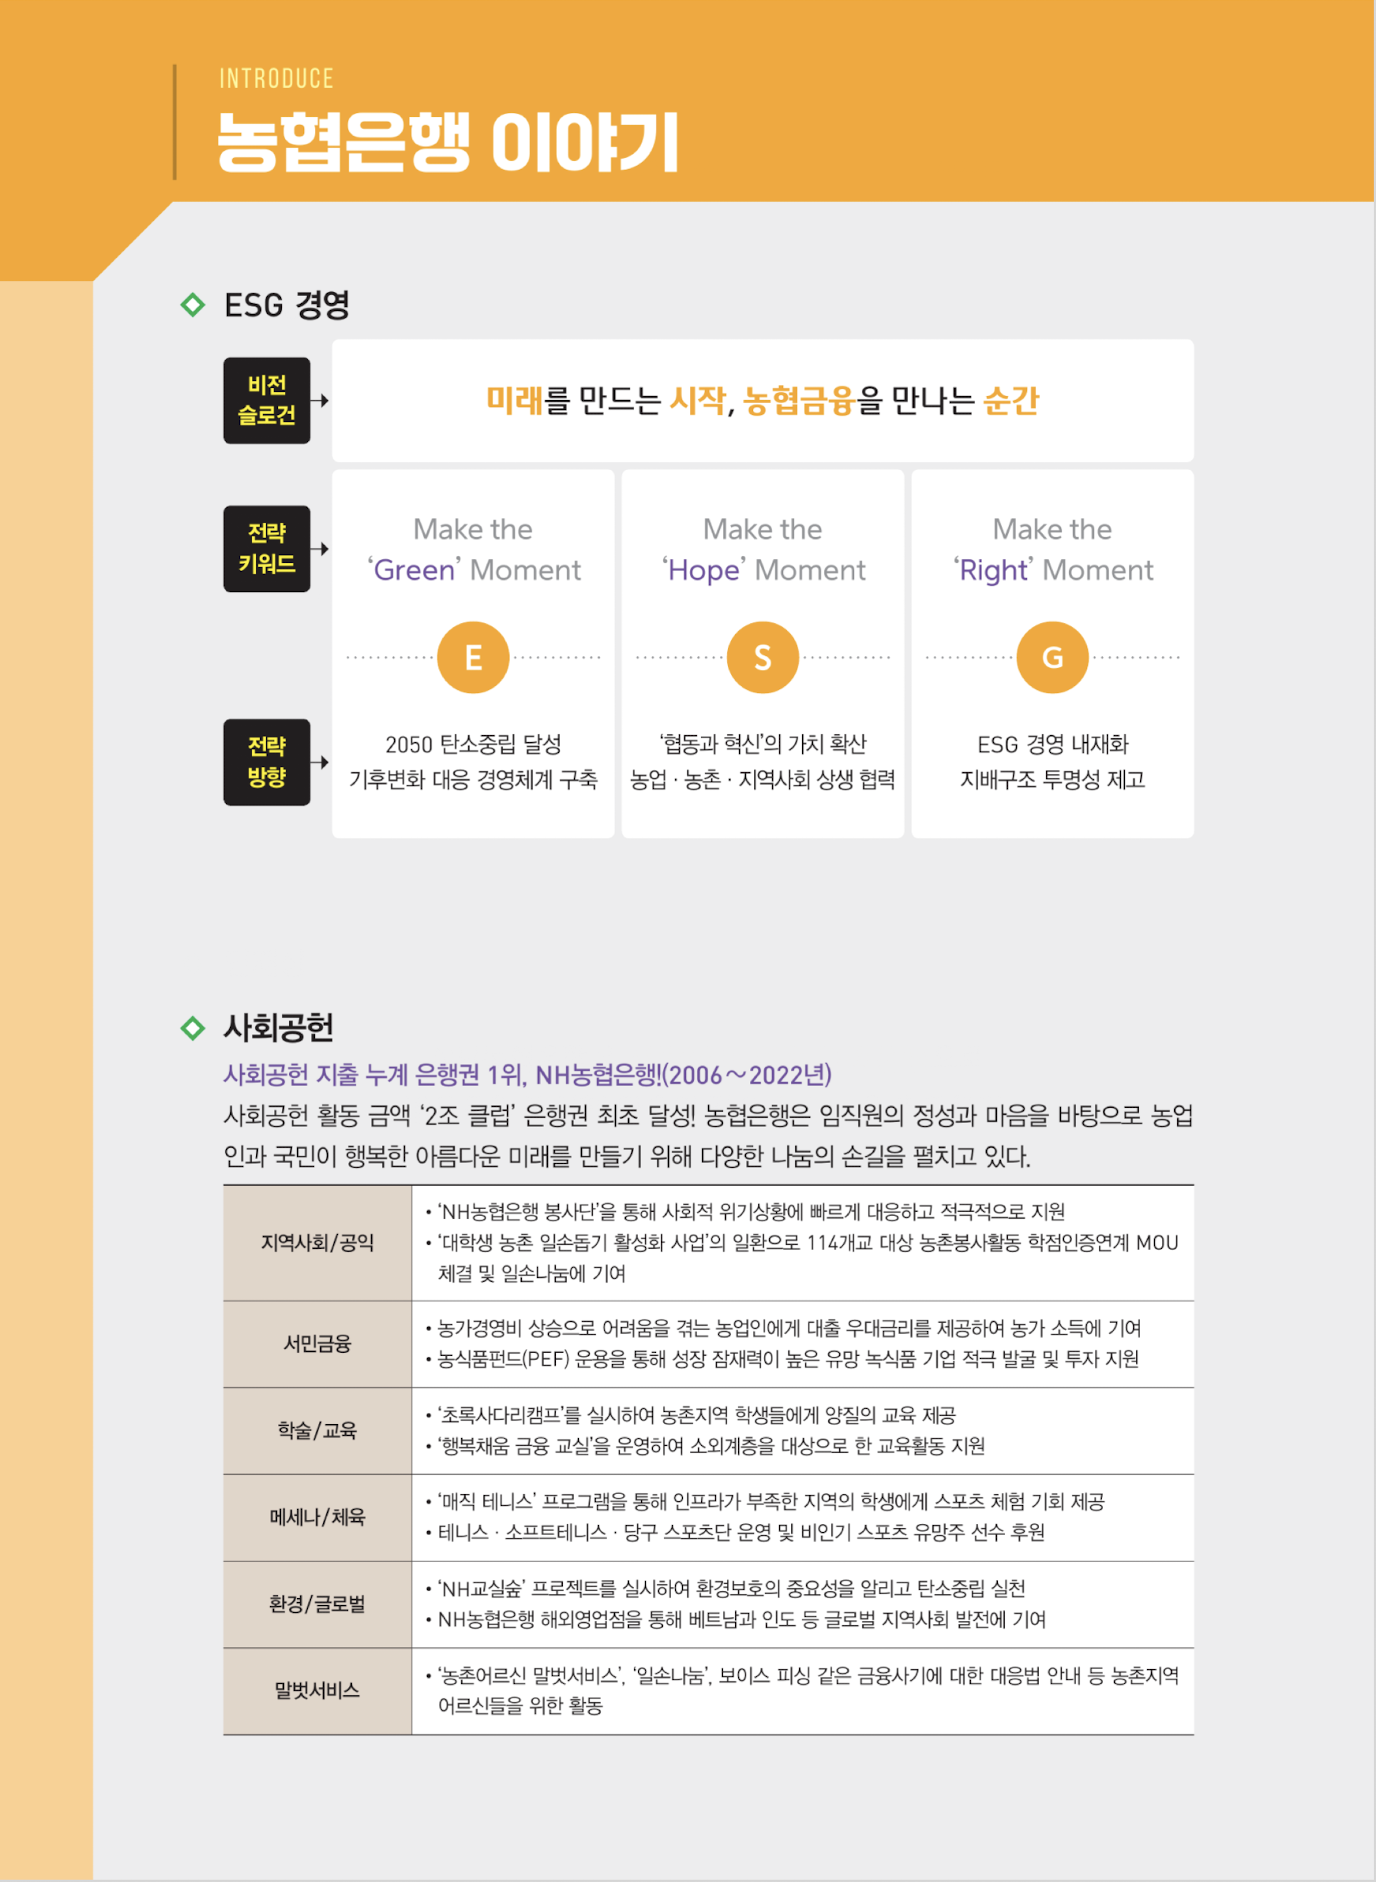 INTRODUCE
농협은행 이야기
ESG 경영
비전
슬로건
미래를 만드는 시작, 농협금융을 만나는 순간
전략
키워드
Make the
‘Green’ Moment
Make the
‘Hope’ Moment
Make the
‘Right’ Moment
E
S
G
전략
방향
2050 탄소중립 달성
기후변화 대응 경영체계 구축
‘협동과 혁신’의 가치 확산
농업 · 농촌 · 지역사회 상생 협력
ESG 경영 내재화
지배구조 투명성 제고
사회공헌
사회공헌 지출 누계 은행권 1위, NH농협은행!(2006～2022년)
사회공헌 활동 금액 ‘2조 클럽’ 은행권 최초 달성! 농협은행은 임직원의 정성과 마음을 바탕으로 농업
인과 국민이 행복한 아름다운 미래를 만들기 위해 다양한 나눔의 손길을 펼치고 있다.
지역사회/공익
• ‘NH농협은행 봉사단’을 통해 사회적 위기상황에 빠르게 대응하고 적극적으로 지원
• ‘대학생 농촌 일손돕기 활성화 사업’의 일환으로 114개교 대상 농촌봉사활동 학점인증연계 MOU
체결 및 일손나눔에 기여
서민금융
• 농가경영비 상승으로 어려움을 겪는 농업인에게 대출 우대금리를 제공하여 농가 소득에 기여
• 농식품펀드(PEF) 운용을 통해 성장 잠재력이 높은 유망 녹식품 기업 적극 발굴 및 투자 지원
학술/교육
• ‘초록사다리캠프’를 실시하여 농촌지역 학생들에게 양질의 교육 제공
• ‘행복채움 금융 교실’을 운영하여 소외계층을 대상으로 한 교육활동 지원
메세나/체육
• ‘매직 테니스’ 프로그램을 통해 인프라가 부족한 지역의 학생에게 스포츠 체험 기회 제공
• 테니스 · 소프트테니스 · 당구 스포츠단 운영 및 비인기 스포츠 유망주 선수 후원
환경/글로벌
• ‘NH교실숲’ 프로젝트를 실시하여 환경보호의 중요성을 알리고 탄소중립 실천
• NH농협은행 해외영업점을 통해 베트남과 인도 등 글로벌 지역사회 발전에 기여
말벗서비스
• ‘농촌어르신 말벗서비스’, ‘일손나눔’, 보이스 피싱 같은 금융사기에 대한 대응법 안내 등 농촌지역
어르신들을 위한 활동